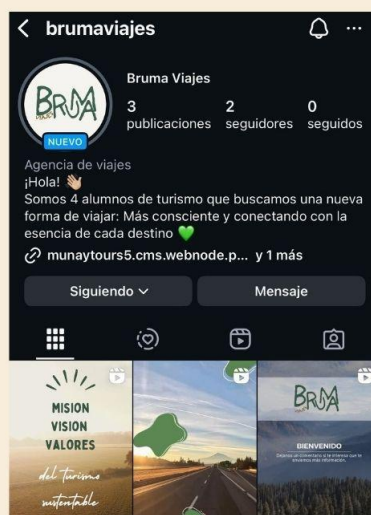 brumaviajes
BRUMA
NUEVO
Bruma Viajes
3 2 0
publicaciones seguidores seguidos
Agencia de viajes
¡Hola! 👋🏼
Somos 4 alumnos de turismo que buscamos una nueva
forma de viajar: Más consciente y conectando con la
esencia de cada destino 💚
munaytours5.cms.webnode.p... y 1 más
Siguiendo
Mensaje
MISION
VISION
VALORES
del Turismo
sustentable
BRUMA
BIENVENIDO